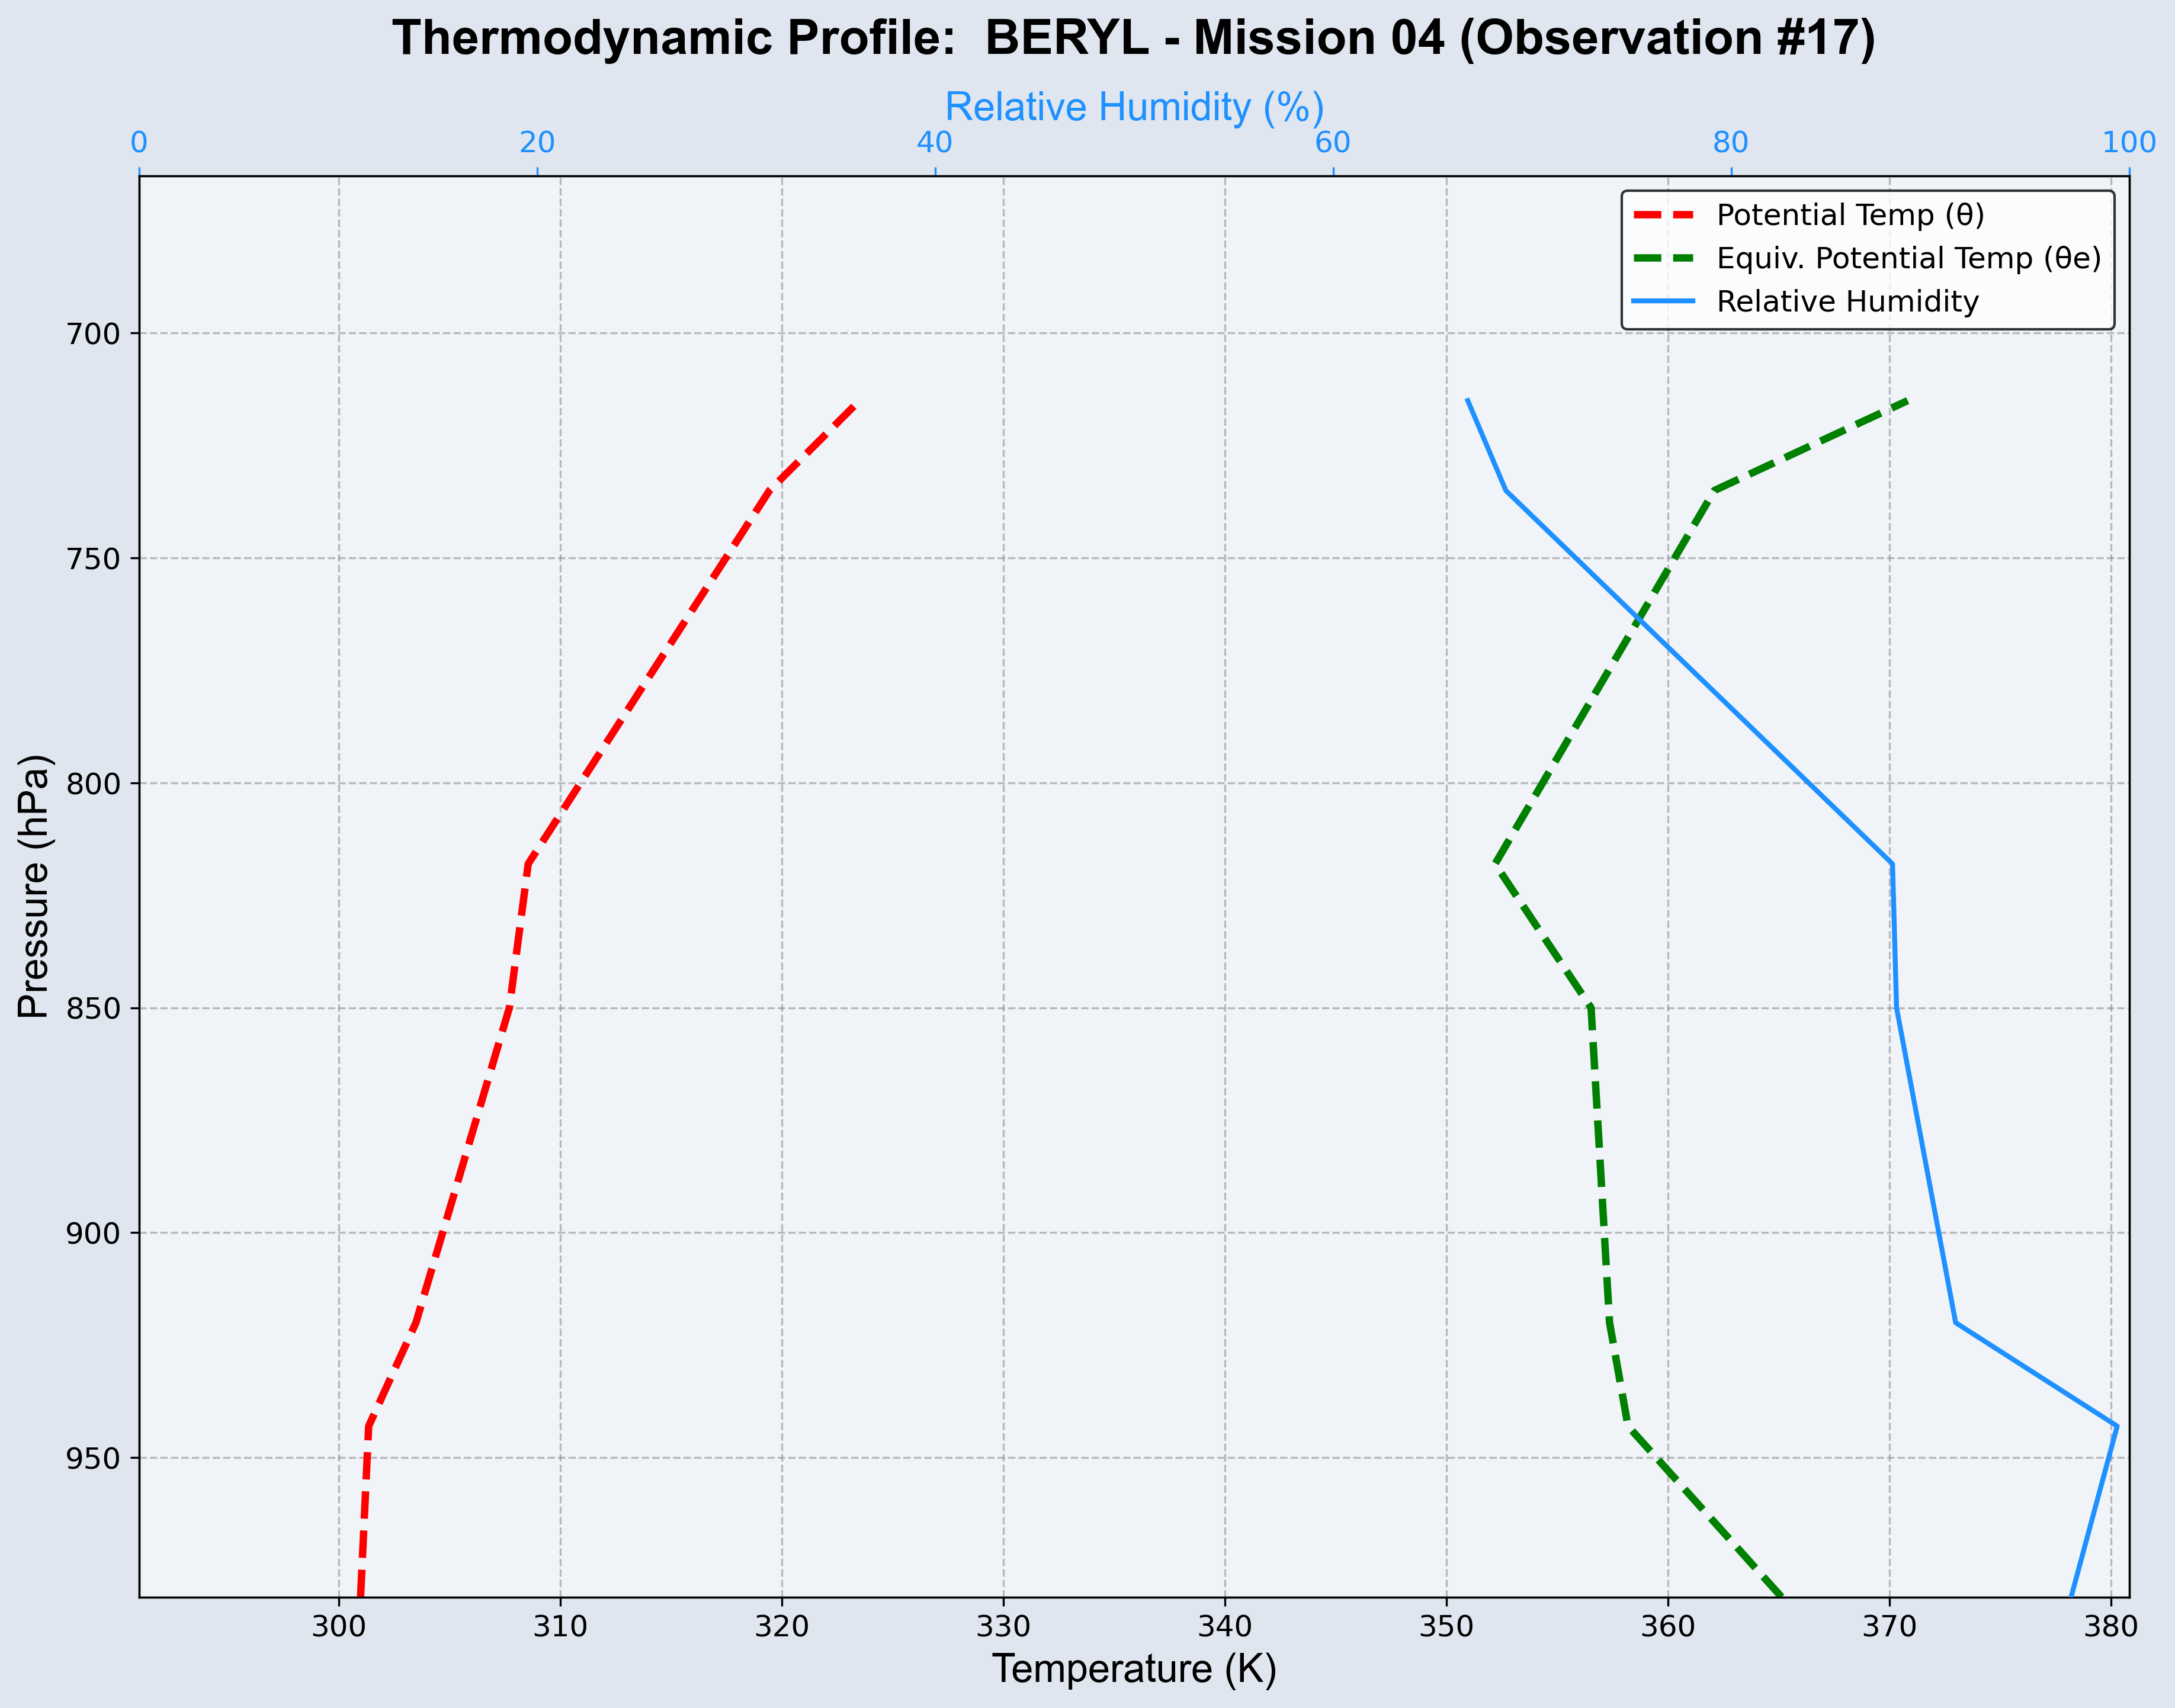 Thermodynamic Profile:  BERYL - Mission 04 (Observation #17)
Relative Humidity (%)
0 20 40 60 80 100
Potential Temp (θ)
Equiv. Potential Temp (θe)
Relative Humidity
Pressure (hPa)
700
750
800
850
900
950
300 310 320 330 340 350 360 370 380
Temperature (K)